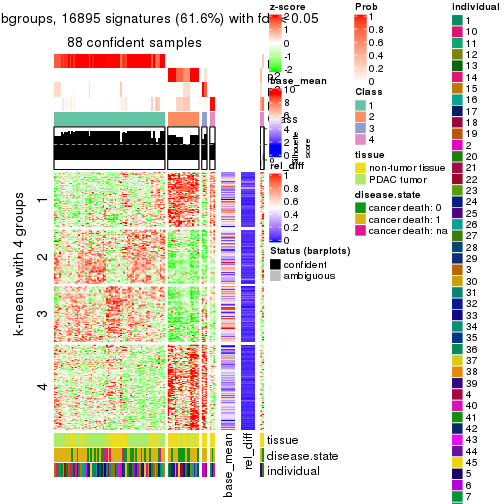 bgroups, 16895 signatures (61.6%) with fdr < 0.05
88 confident samples
k-means with 4 groups
1
2
3
4
Silhouette
score
tissue
disease.state
individual
base_mean
rel_diff
z-score
2
1
0
-1
-2
base_mean
10
8
6
4
2
0
rel_diff
1
0.8
0.6
0.4
0.2
0
Status (barplots)
confident
ambiguous
Prob
1
0.8
0.6
0.4
0.2
0
Class
1
2
3
4
tissue
non-tumor tissue
PDAC tumor
disease.state
cancer death: 0
cancer death: 1
cancer death: na
individual
1
10
11
12
13
14
15
16
17
18
19
2
20
21
22
23
24
25
26
27
28
29
3
30
31
32
33
34
35
36
37
38
39
4
40
41
42
43
44
45
5
6
7